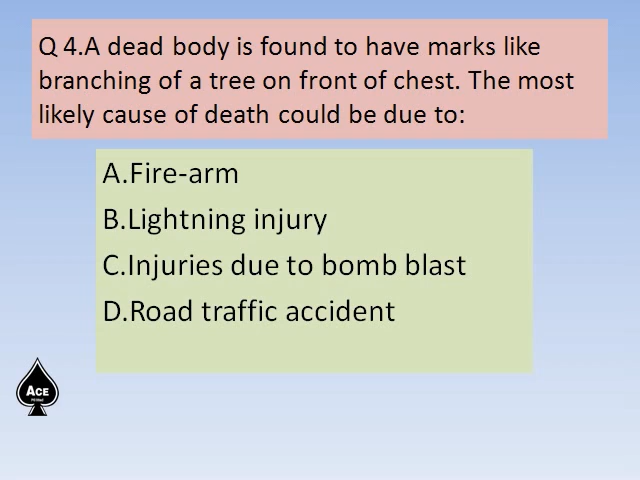 Q 4.A dead body is found to have marks like
branching of a tree on front of chest. The most
likely cause of death could be due to:
A.Fire-arm
B.Lightning injury
C.Injuries due to bomb blast
D.Road traffic accident
ACE